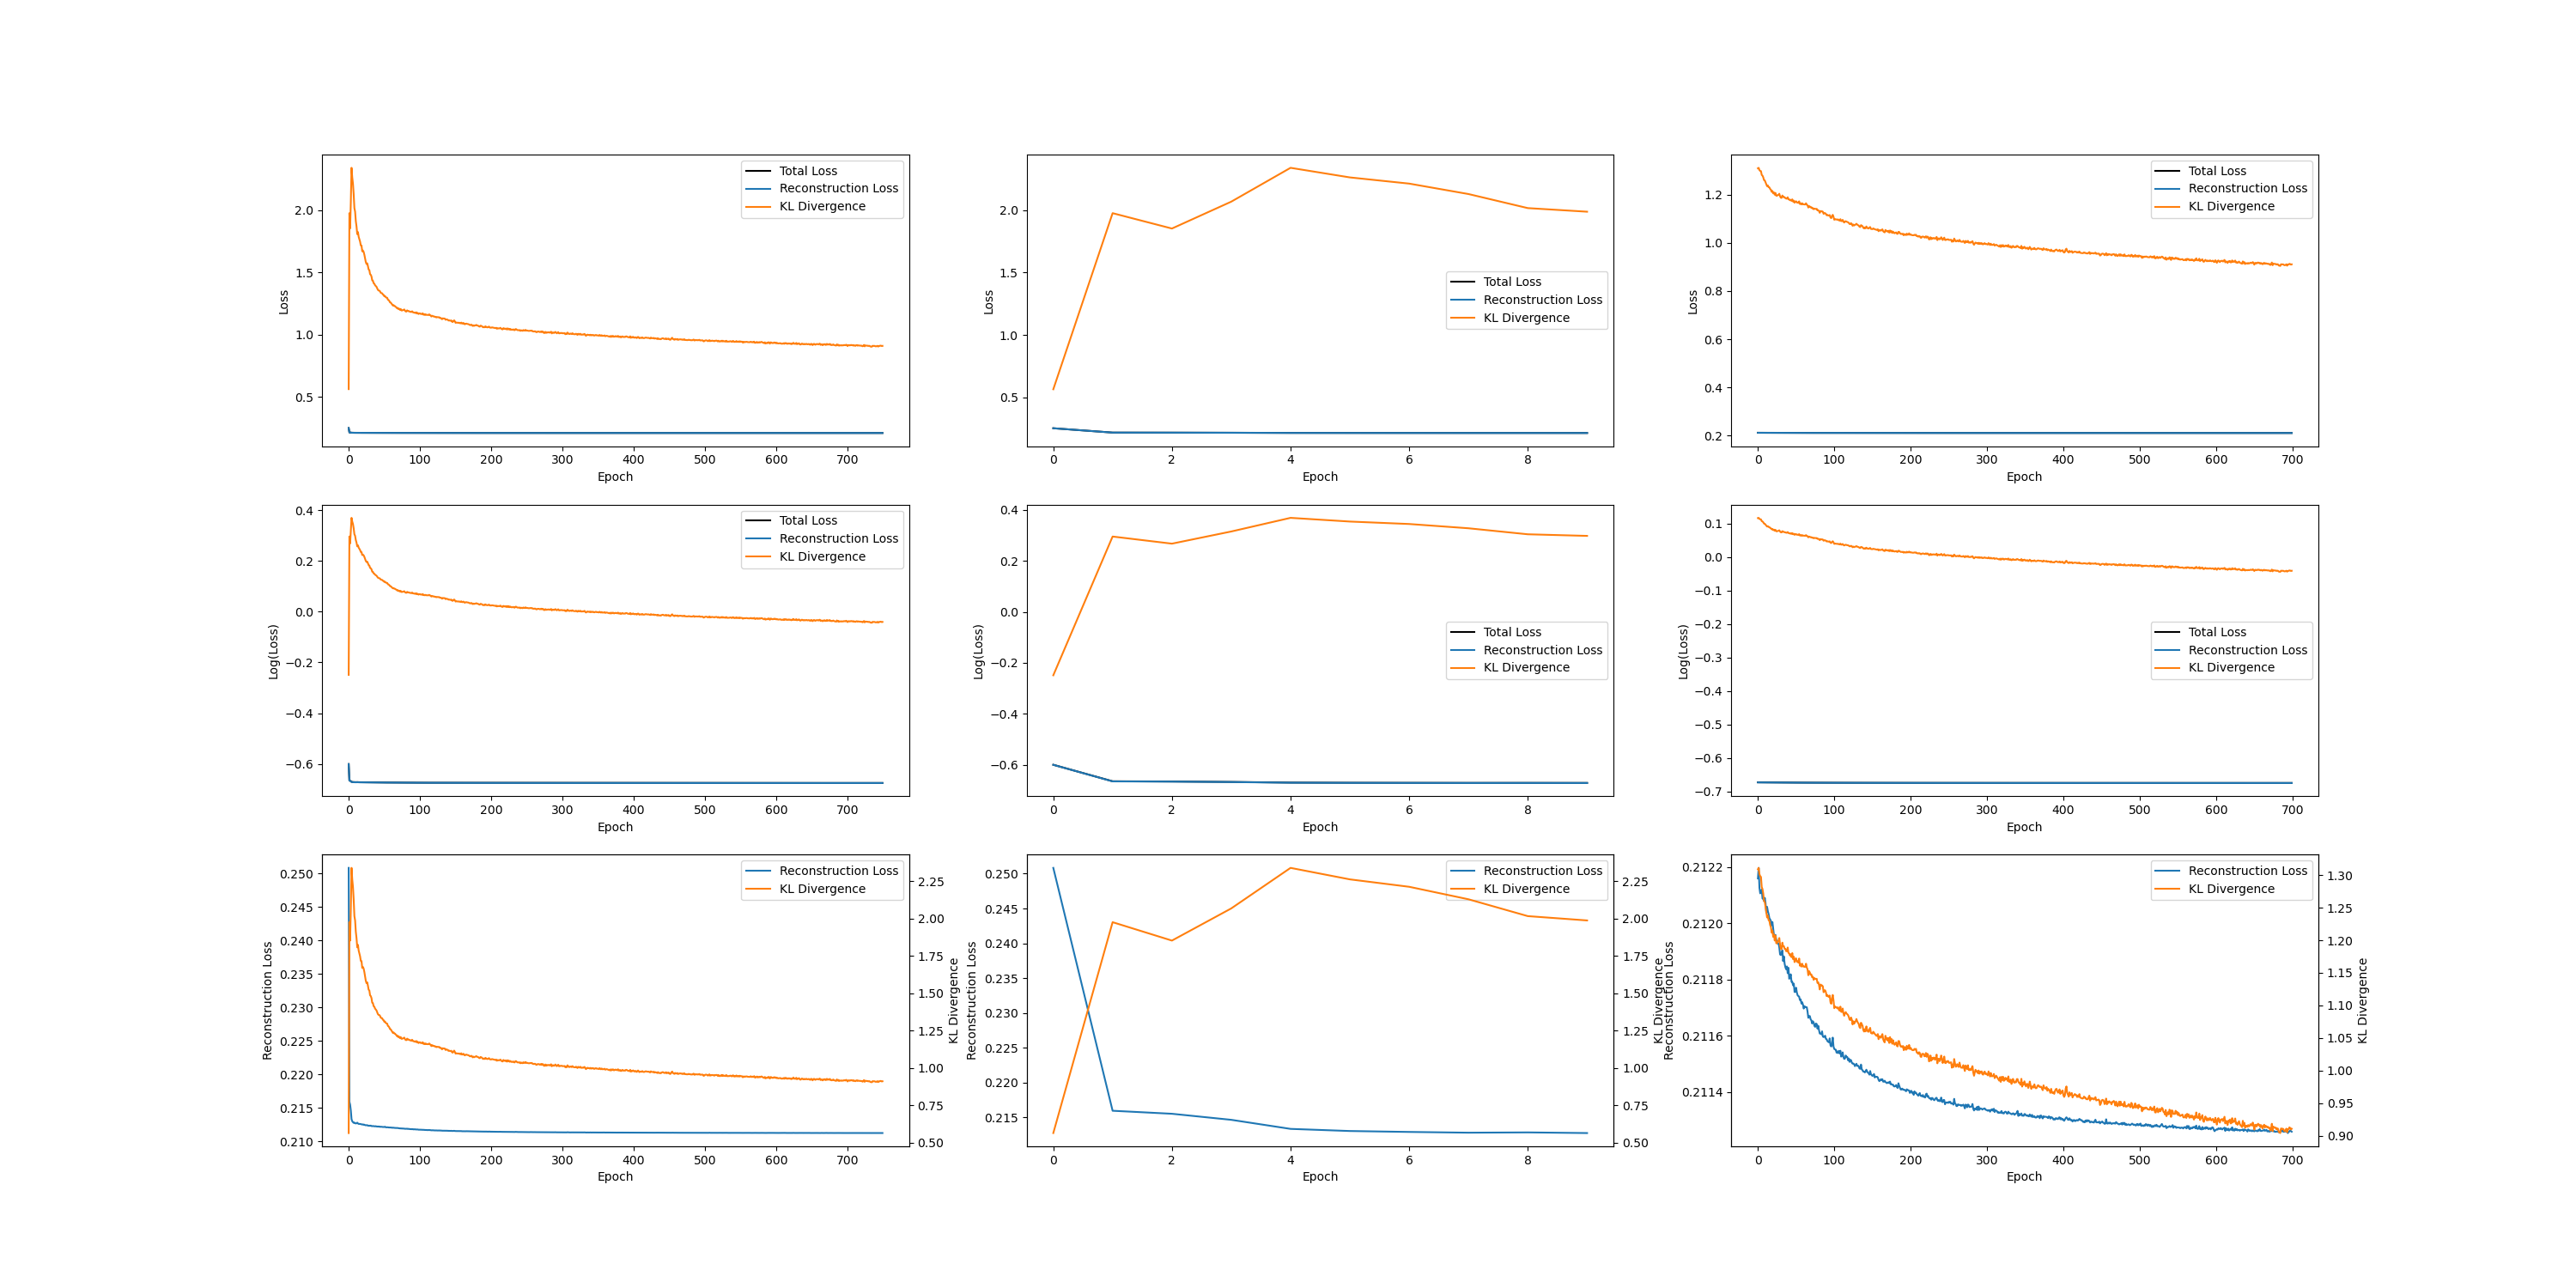 Total Loss
Reconstruction Loss
KL Divergence
Loss
2.0
1.5
1.0
0.5
0 100 200 300 400 500 600 700
Epoch
Total Loss
Reconstruction Loss
KL Divergence
Loss
2.0
1.5
1.0
0.5
0 2 4 6 8
Epoch
Total Loss
Reconstruction Loss
KL Divergence
Loss
1.2
1.0
0.8
0.6
0.4
0.2
0 100 200 300 400 500 600 700
Epoch
Total Loss
Reconstruction Loss
KL Divergence
Log(Loss)
0.4
0.2
0.0
−0.2
−0.4
−0.6
0 100 200 300 400 500 600 700
Epoch
Total Loss
Reconstruction Loss
KL Divergence
Log(Loss)
0.4
0.2
0.0
−0.2
−0.4
−0.6
0 2 4 6 8
Epoch
Total Loss
Reconstruction Loss
KL Divergence
Log(Loss)
0.1
0.0
−0.1
−0.2
−0.3
−0.4
−0.5
−0.6
−0.7
0 100 200 300 400 500 600 700
Epoch
Reconstruction Loss
KL Divergence
Reconstruction Loss
0.250
0.245
0.240
0.235
0.230
0.225
0.220
0.215
0.210
0 100 200 300 400 500 600 700
Epoch
2.25
2.00
1.75
1.50
1.25
1.00
0.75
0.50
KL Divergence
Reconstruction Loss
KL Divergence
Reconstruction Loss
0.250
0.245
0.240
0.235
0.230
0.225
0.220
0.215
0 2 4 6 8
Epoch
2.25
2.00
1.75
1.50
1.25
1.00
0.75
0.50
KL Divergence
Reconstruction Loss
KL Divergence
Reconstruction Loss
0.2122
0.2120
0.2118
0.2116
0.2114
0 100 200 300 400 500 600 700
Epoch
1.30
1.25
1.20
1.15
1.10
1.05
1.00
0.95
0.90
KL Divergence